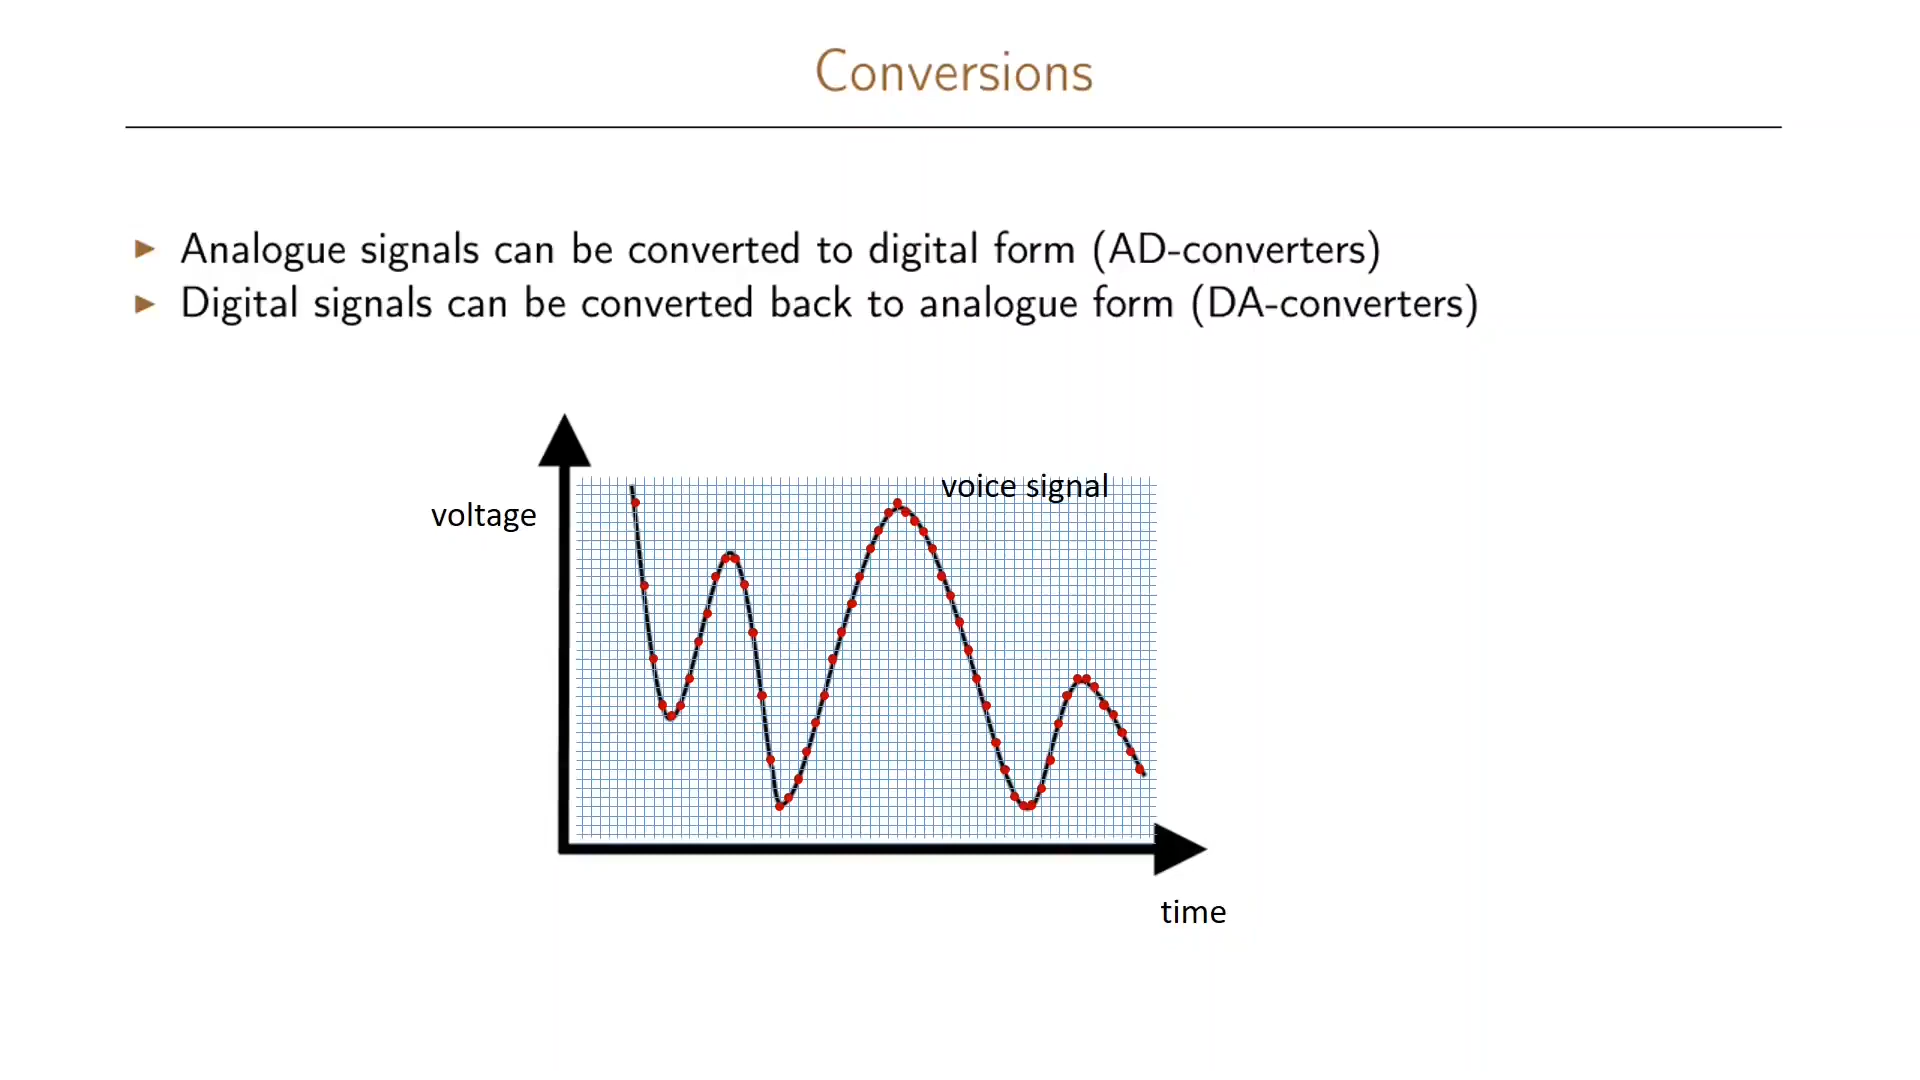 Conversions
▶ Analogue signals can be converted to digital form (AD-converters)
▶ Digital signals can be converted back to analogue form (DA-converters)
voice signal
voltage
time